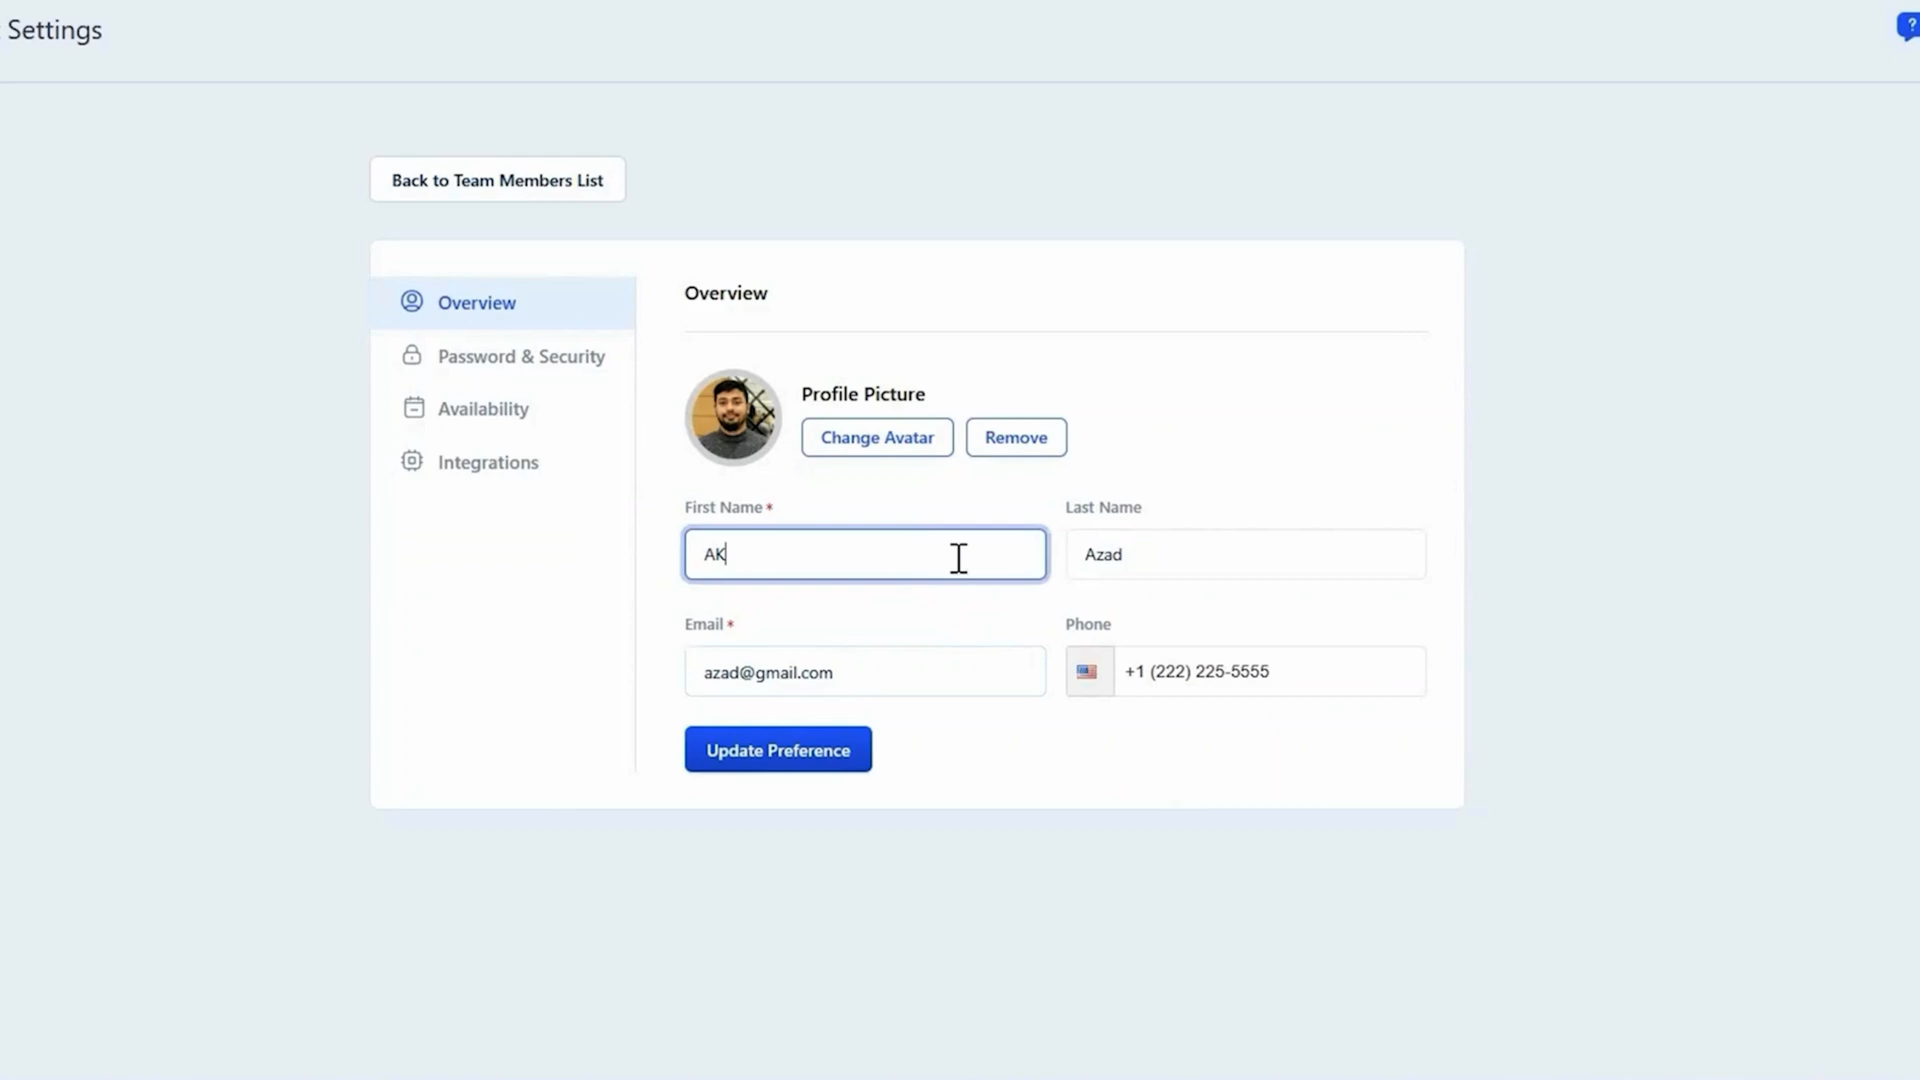 Settings
?
Back to Team Members List
Overview
Password & Security
Availability
Integrations
Overview
Profile Picture
Change Avatar
Remove
First Name *
Last Name
AK
Azad
Email *
Phone
azad@gmail.com
+1 (222) 225-5555
Update Preference